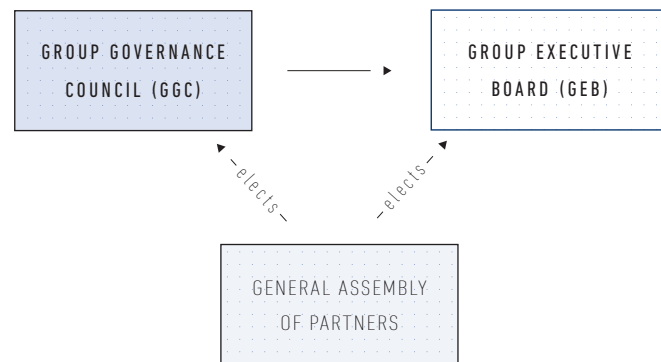 GROUP GOVERNANCE
COUNCIL (GGC)
GROUP EXECUTIVE
BOARD (GEB)
elects
elects
GENERAL ASSEMBLY
OF PARTNERS